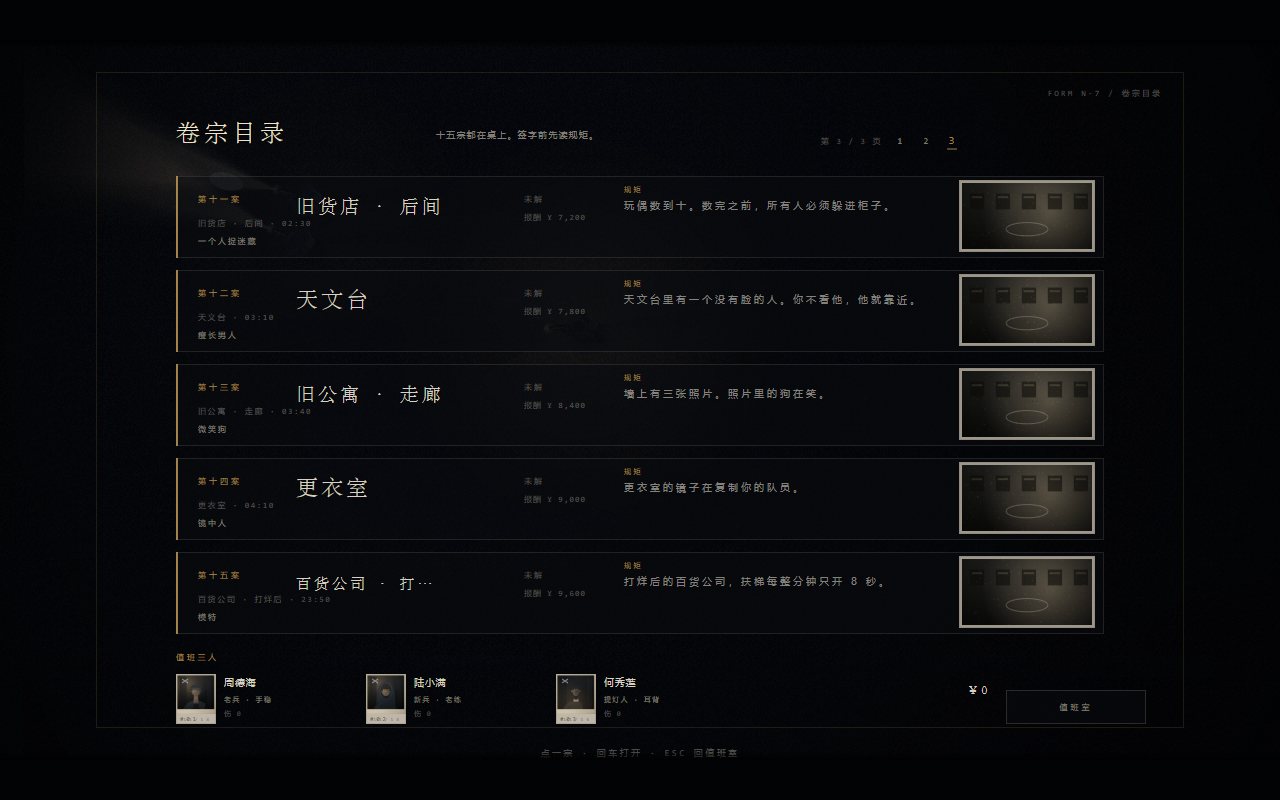 FORM N-7 / 卷宗目录
卷宗目录
十五宗都在桌上。签字前先读规矩。
第 3 / 3 页 1 2 3
第十一案
旧货店 · 后间 · 02:30
一个人捉迷藏
旧货店 · 后间
未解
报酬 ¥ 7,200
规矩
玩偶数到十。数完之前，所有人必须躲进柜子。
第十二案
天文台 · 03:10
瘦长男人
天文台
未解
报酬 ¥ 7,800
规矩
天文台里有一个没有脸的人。你不看他，他就靠近。
第十三案
旧公寓 · 走廊 · 03:40
微笑狗
旧公寓 · 走廊
未解
报酬 ¥ 8,400
规矩
墙上有三张照片。照片里的狗在笑。
第十四案
更衣室 · 04:10
镜中人
更衣室
未解
报酬 ¥ 9,000
规矩
更衣室的镜子在复制你的队员。
第十五案
百货公司 · 打烊后 · 23:50
模特
百货公司 · 打…
未解
报酬 ¥ 9,600
规矩
打烊后的百货公司，扶梯每整分钟只开 8 秒。
值班三人
周德海
老兵 · 手稳
伤 0
陆小满
新兵 · 老练
伤 0
何秀莲
提灯人 · 耳背
伤 0
¥ 0
值班室
点一宗 · 回车打开 · ESC 回值班室